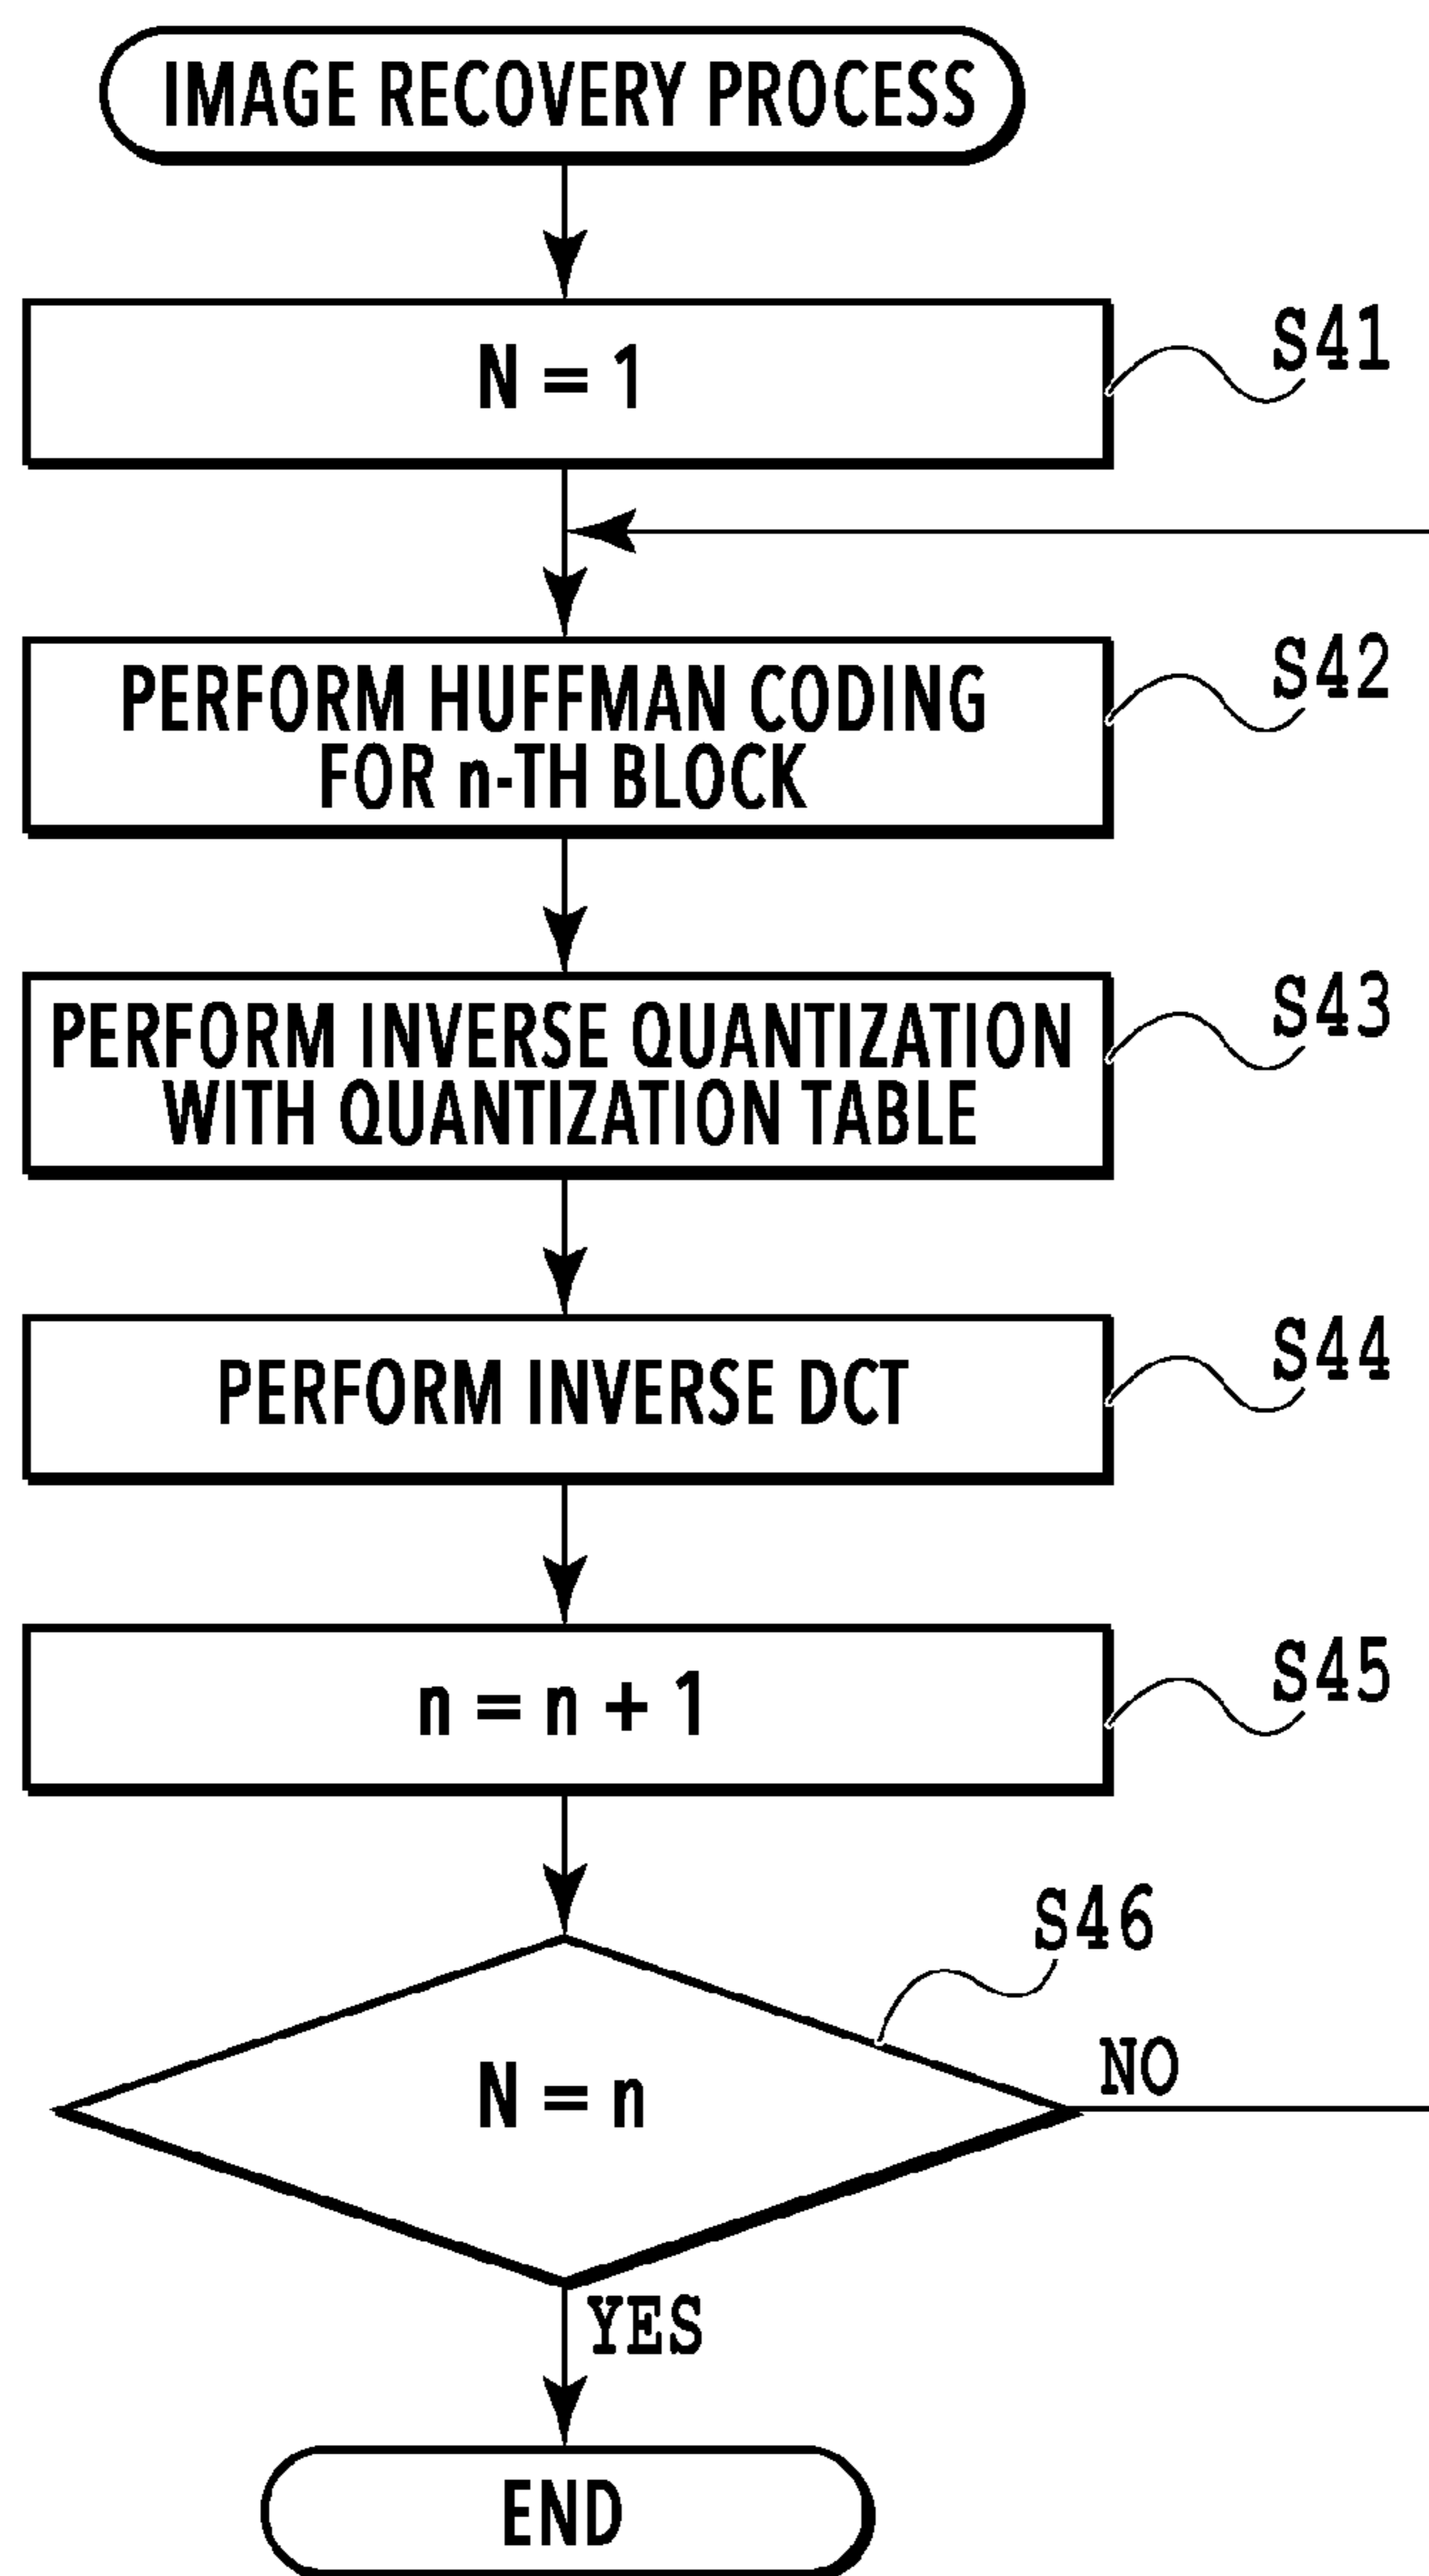 IMAGE RECOVERY PROCESS
N = 1
S41
PERFORM HUFFMAN CODING
FOR n-TH BLOCK
S42
PERFORM INVERSE QUANTIZATION
WITH QUANTIZATION TABLE
S43
PERFORM INVERSE DCT
S44
n = n + 1
S45
S46
N = n
NO
YES
END